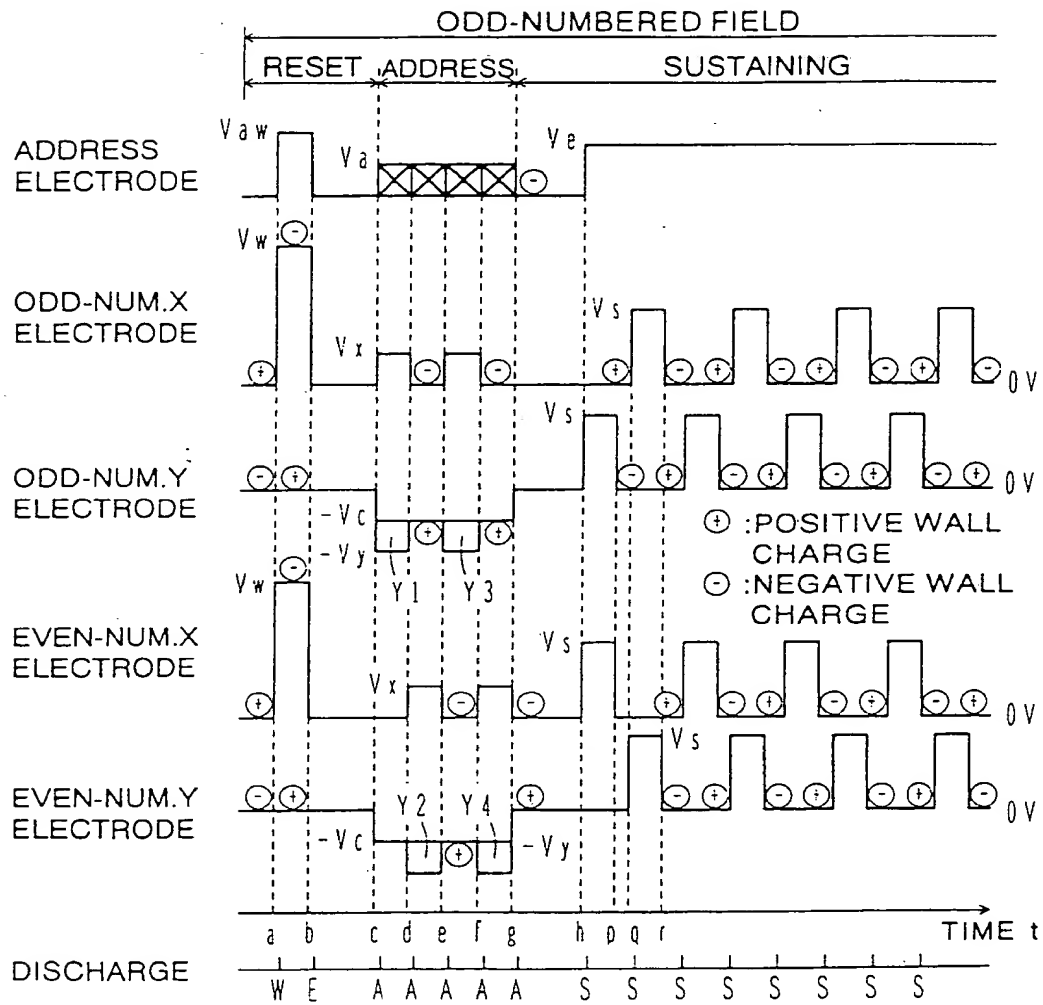 ODD-NUMBERED FIELD
RESET ADDRESS SUSTAINING
Vaw
Va
Ve
ADDRESS
ELECTRODE
⊖
⊖
Vw
ODD-NUM.X
ELECTRODE
Vs
Vx
⊕ ⊖ ⊖ ⊕ ⊖ ⊕ ⊖ ⊕ ⊖ ⊕ ⊖
0V
Vs
ODD-NUM.Y
ELECTRODE
⊖ ⊕ ⊖ ⊕ ⊖ ⊕ ⊖ ⊕ ⊖ ⊕
0V
-Vc
⊕ ⊕
-Vy
Y1 Y3
⊕ :POSITIVE WALL
CHARGE
⊖ :NEGATIVE WALL
CHARGE
⊖
Vw
EVEN-NUM.X
ELECTRODE
Vs
Vx
⊕ ⊖ ⊖ ⊕ ⊖ ⊕ ⊖ ⊕ ⊖ ⊕
0V
Vs
EVEN-NUM.Y
ELECTRODE
⊖ ⊕ ⊕ ⊖ ⊕ ⊖ ⊕ ⊖ ⊕ ⊖
0V
Y2 Y4
-Vc
⊕
-Vy
a b c d e f g h p q r
TIME t
DISCHARGE
W E A A A A A S S S S S S S S